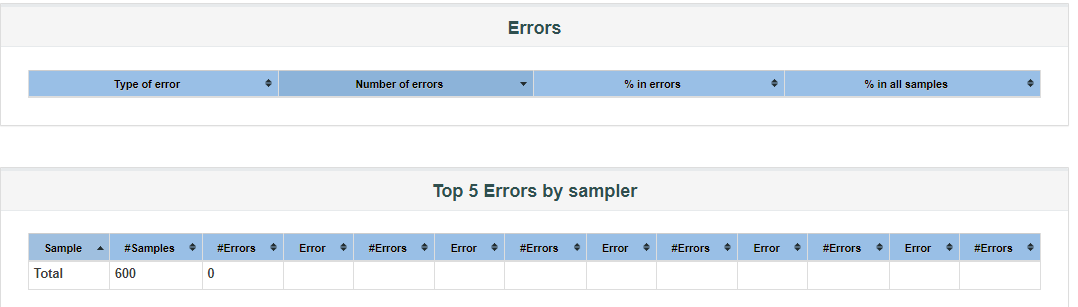 Errors
Type of error Number of errors % in errors % in all samples
Top 5 Errors by sampler
Sample #Samples #Errors Error #Errors Error #Errors Error #Errors Error #Errors Error #Errors
Total 600 0